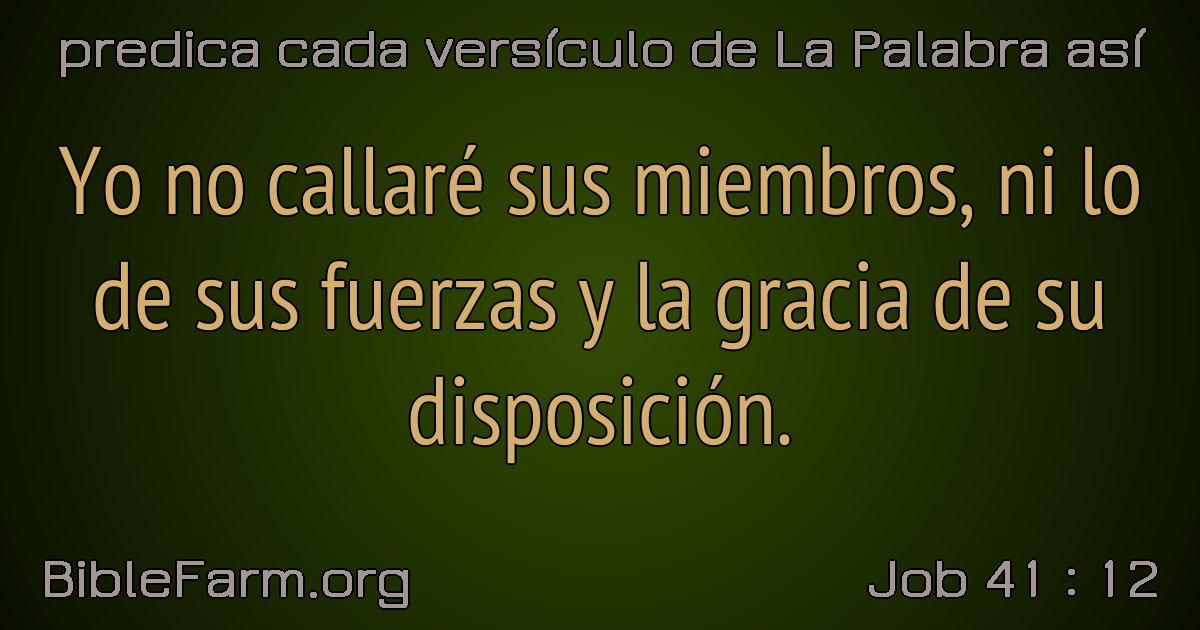 predica cada versículo de La Palabra así
Yo no callaré sus miembros, ni lo
de sus fuerzas y la gracia de su
disposición.
BibleFarm.org
Job 41 : 12